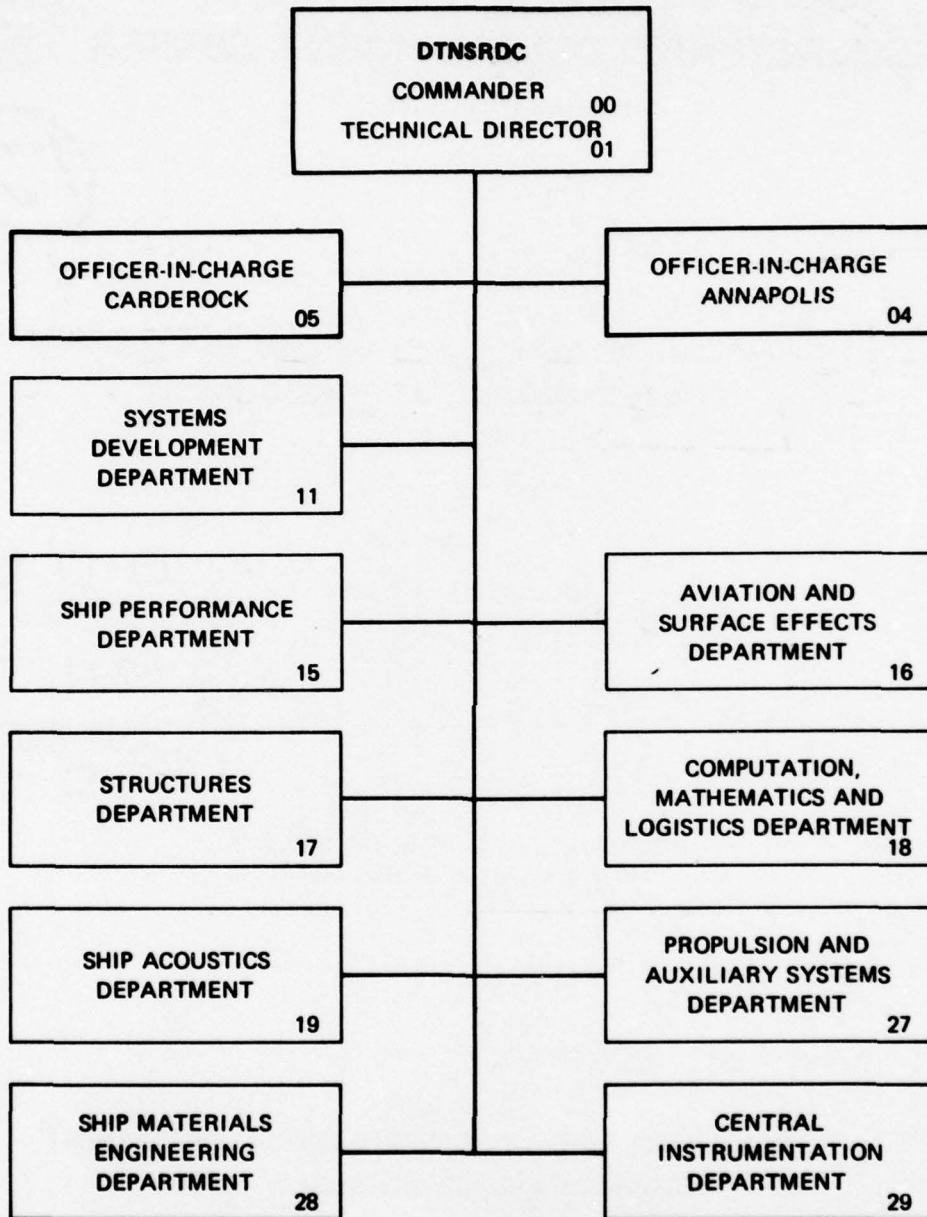 DTNSRDC
COMMANDER
00
TECHNICAL DIRECTOR
01
OFFICER-IN-CHARGE
CARDEROCK
05
OFFICER-IN-CHARGE
ANNAPOLIS
04
SYSTEMS
DEVELOPMENT
DEPARTMENT
11
SHIP PERFORMANCE
DEPARTMENT
15
AVIATION AND
SURFACE EFFECTS
DEPARTMENT
16
STRUCTURES
DEPARTMENT
17
COMPUTATION,
MATHEMATICS AND
LOGISTICS DEPARTMENT
18
SHIP ACOUSTICS
DEPARTMENT
19
PROPULSION AND
AUXILIARY SYSTEMS
DEPARTMENT
27
SHIP MATERIALS
ENGINEERING
DEPARTMENT
28
CENTRAL
INSTRUMENTATION
DEPARTMENT
29